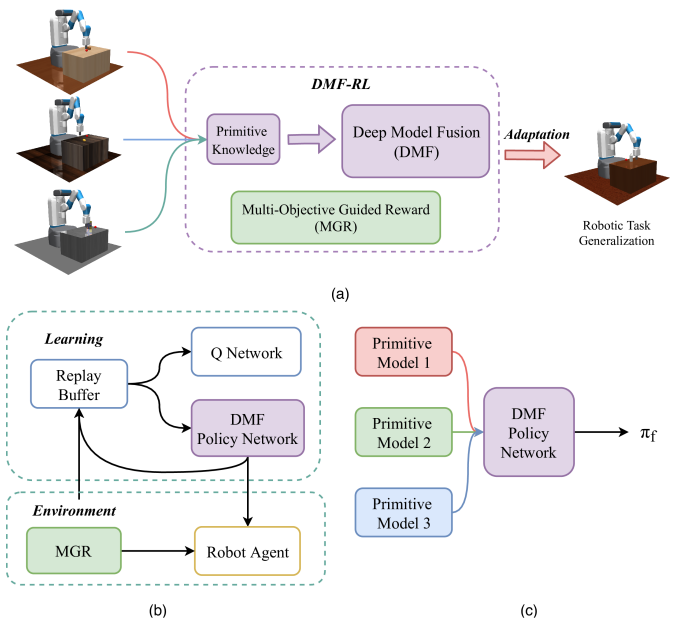 DMF-RL
Primitive
Knowledge
Deep Model Fusion
(DMF)
Adaptation
Multi-Objective Guided Reward
(MGR)
Robotic Task
Generalization
(a)
Learning
Replay
Buffer
Q Network
DMF
Policy Network
Environment
MGR
Robot Agent
(b)
Primitive
Model 1
Primitive
Model 2
Primitive
Model 3
DMF
Policy
Network
πf
(c)